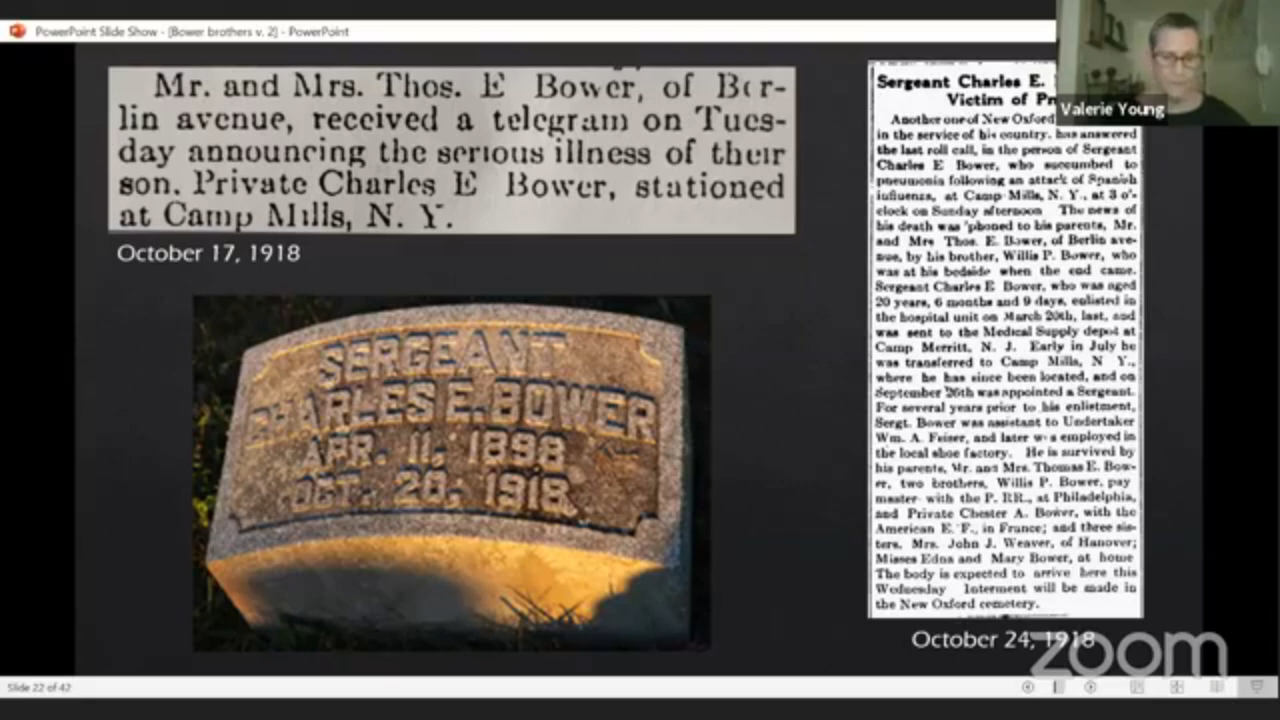 PowerPoint Slide Show - [Bower brothers v. 2] - PowerPoint
Mr. and Mrs. Thos. E Bower, of Ber-
lin avenue, received a telegram on Tues-
day announcing the serious illness of their
son, Private Charles E Bower, stationed
at Camp Mills, N. Y.
October 17, 1918
SERGEANT
CHARLES E. BOWER
APR. 11, 1898
OCT. 20, 1918
Sergeant Charles E.
Victim of Pn
Another one of New Oxford
in the service of his country, has answered
the last roll call, in the person of Sergeant
Charles E Bower, who succumbed to
pneumonia following an attack of Spanish
influenza, at Camp Mills, N. Y., at 3 o'-
clock on Sunday afternoon The news of
his death was 'phoned to his parents, Mr.
and Mrs Thos. E. Bower, of Berlin ave-
nue, by his brother, Willis P. Bower, who
was at his bedside when the end came.
Sergeant Charles E Bower, who was aged
20 years, 6 months and 9 days, enlisted in
the hospital unit on March 20th, last, and
was sent to the Medical Supply depot at
Camp Merritt, N. J. Early in July he
was transferred to Camp Mills, N Y.,
where he has since been located, and on
September 26th was appointed a Sergeant.
For several years prior to his enlistment,
Sergt. Bower was assistant to Undertaker
Wm. A. Feiser, and later was employed in
the local shoe factory. He is survived by
his parents, Mr. and Mrs. Thomas E. Bow-
er, two brothers, Willis P. Bower, pay
master with the P. RR., at Philadelphia,
and Private Chester A. Bower, with the
American E. F., in France; and three sis-
ters, Mrs. John J. Weaver, of Hanover;
Misses Edna and Mary Bower, at home
The body is expected to arrive here this
Wednesday Interment will be made in
the New Oxford cemetery.
October 24, 1918
Valerie Young
zoom
Slide 22 of 42